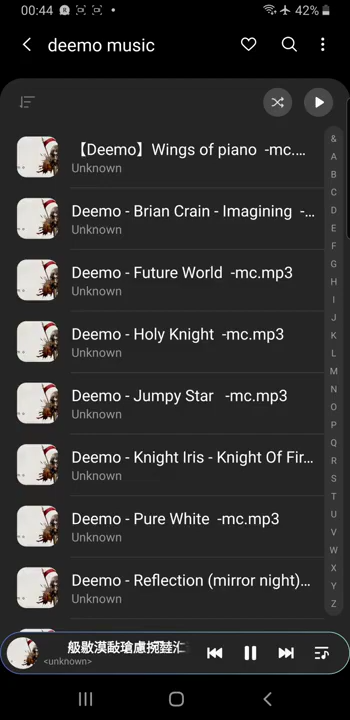 00:44 42%
deemo music
【Deemo】Wings of piano -mc....
Unknown
Deemo - Brian Crain - Imagining -...
Unknown
Deemo - Future World -mc.mp3
Unknown
Deemo - Holy Knight -mc.mp3
Unknown
Deemo - Jumpy Star -mc.mp3
Unknown
Deemo - Knight Iris - Knight Of Fir...
Unknown
Deemo - Pure White -mc.mp3
Unknown
Deemo - Reflection (mirror night)...
Unknown
&
A
B
C
D
E
F
G
H
I
J
K
L
M
N
O
P
Q
R
S
T
U
V
W
X
Y
Z
<unknown>